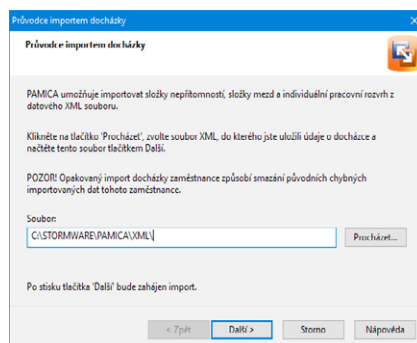 Průvodce importem docházky
Průvodce importem docházky
PAMICA umožňuje importovat složky nepřítomností, složky mezd a individuální pracovní rozvrh z
datového XML souboru.
Klikněte na tlačítko 'Procházet', zvolte soubor XML, do kterého jste uložili údaje o docházce a
načtěte tento soubor tlačítkem Další.
POZOR! Opakovaný import docházky zaměstnance způsobí smazání původních chybných
importovaných dat tohoto zaměstnance.
Soubor:
C:\STORMWARE\PAMICA\XML\
Procházet...
Po stisku tlačítka 'Další' bude zahájen import.
< Zpět Další > Storno Nápověda